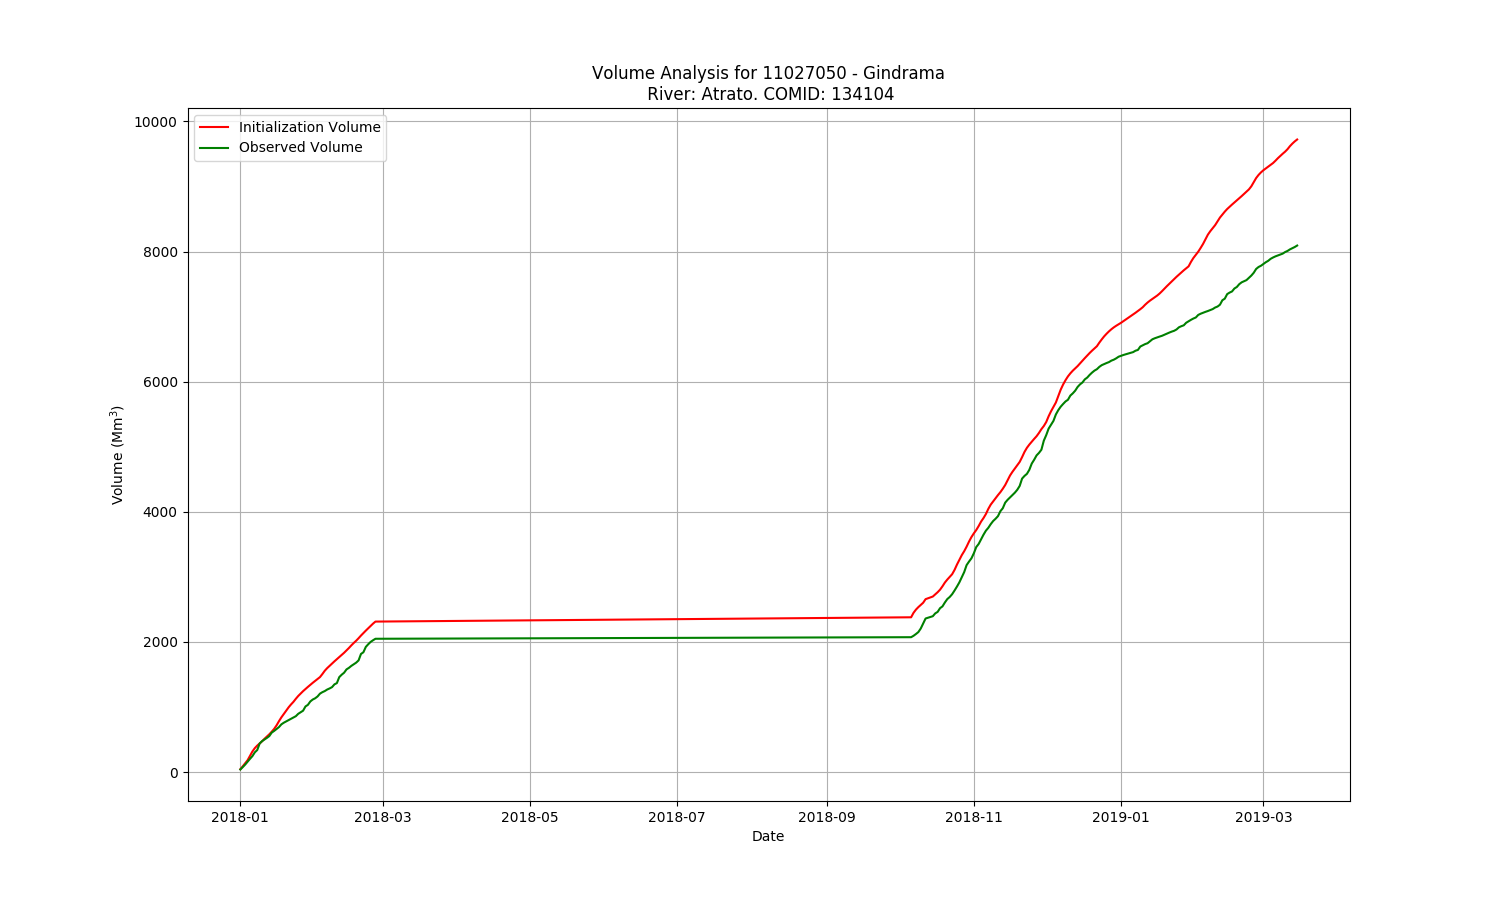 Volume Analysis for 11027050 - Gindrama
River: Atrato. COMID: 134104
Initialization Volume
Observed Volume
10000
8000
6000
4000
2000
0
Volume (Mm³)
2018-01 2018-03 2018-05 2018-07 2018-09 2018-11 2019-01 2019-03
Date